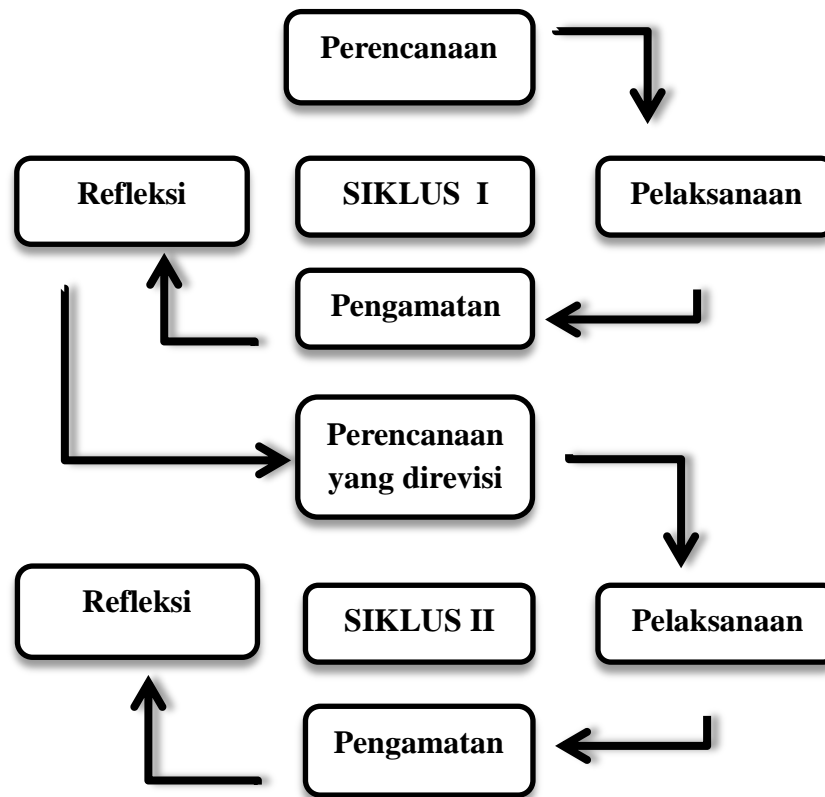 Perencanaan
Refleksi
SIKLUS I
Pelaksanaan
Pengamatan
Perencanaan
yang direvisi
Refleksi
SIKLUS II
Pelaksanaan
Pengamatan